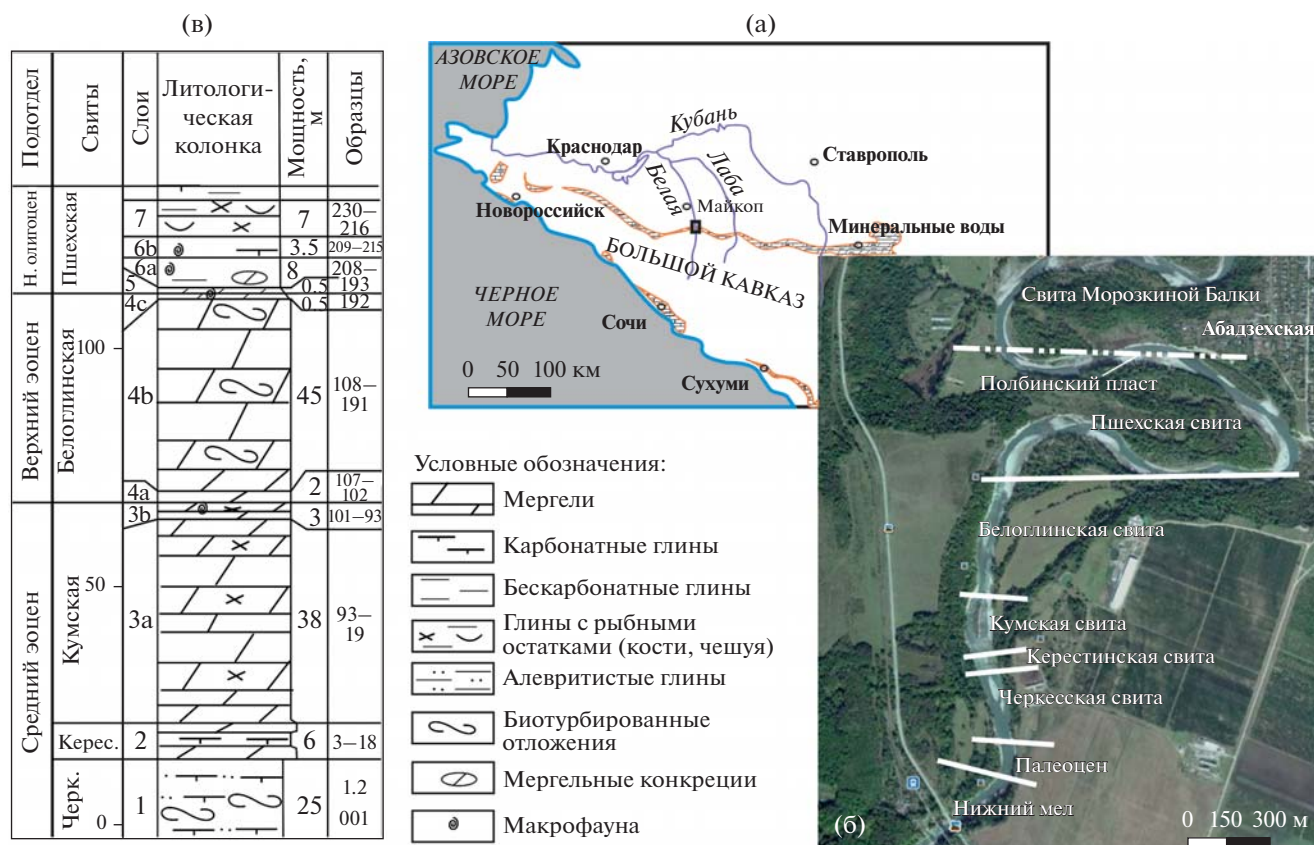 (в)
Подотдел
Свиты
Слои
Литологи-
ческая
колонка
Мощность,
м
Образцы
Н. олигоцен
Пшехская
7
7
230–
216
6b
3.5
209–215
6a
8
208–
193
5
0.5
4c
0.5
192
Верхний эоцен
Белоглинская
100
4b
45
108–
191
4a
2
107–
102
Средний эоцен
Кумская
3b
3
101–93
50
3a
38
93–
19
Керес.
2
6
3–18
Черк.
1
25
1.2
001
0
(а)
АЗОВСКОЕ
МОРЕ
Кубань
Краснодар
Ставрополь
Лаба
Белая
Майкоп
Новороссийск
Минеральные воды
БОЛЬШОЙ КАВКАЗ
ЧЕРНОЕ
МОРЕ
Сочи
0 50 100 км
Сухуми
Условные обозначения:
Мергели
Карбонатные глины
Бескарбонатные глины
Глины с рыбными
остатками (кости, чешуя)
Алевритистые глины
Биотурбированные
отложения
Мергельные конкреции
Макрофауна
Свита Морозкиной Балки
Абадзехская
Полбинский пласт
Пшехская свита
Белоглинская свита
Кумская свита
Керестинская свита
Черкесская свита
Палеоцен
Нижний мел
(б)
0 150 300 м